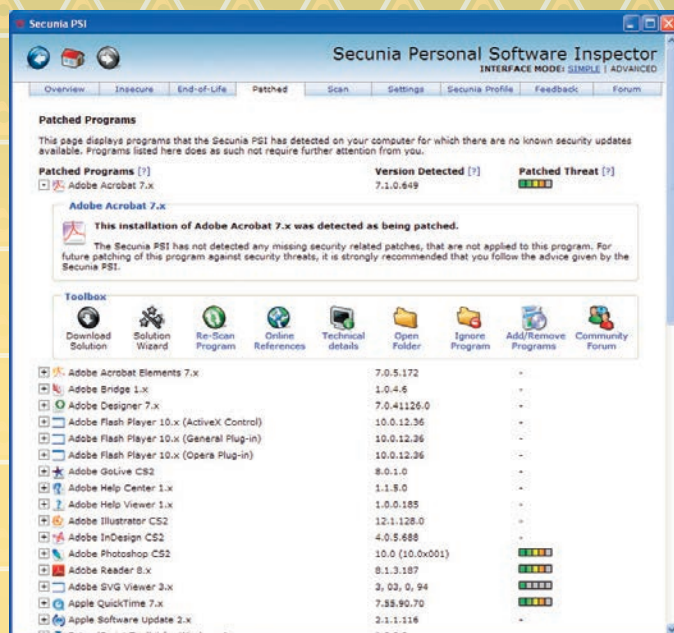 Secunia PSI
Secunia Personal Software Inspector
INTERFACE MODE: SIMPLE | ADVANCED
Overview Insecure End-of-Life Patched Scan Settings Secunia Profile Feedback Forum
Patched Programs
This page displays programs that the Secunia PSI has detected on your computer for which there are no known security updates
available. Programs listed here does as such not require further attention from you.
Patched Programs [?] Version Detected [?] Patched Threat [?]
Adobe Acrobat 7.x 7.1.0.649
Adobe Acrobat 7.x
This installation of Adobe Acrobat 7.x was detected as being patched.
The Secunia PSI has not detected any missing security related patches, that are not applied to this program. For
future patching of this program against security threats, it is strongly recommended that you follow the advice given by the
Secunia PSI.
Toolbox
Download Solution Re-Scan Online Technical Open Ignore Add/Remove Community
Solution Wizard Program References details Folder Program Programs Forum
Adobe Acrobat Elements 7.x 7.0.5.172 -
Adobe Bridge 1.x 1.0.4.6 -
Adobe Designer 7.x 7.0.41126.0 -
Adobe Flash Player 10.x (ActiveX Control) 10.0.12.36 -
Adobe Flash Player 10.x (General Plug-in) 10.0.12.36 -
Adobe Flash Player 10.x (Opera Plug-in) 10.0.12.36 -
Adobe GoLive CS2 8.0.1.0 -
Adobe Help Center 1.x 1.1.5.0 -
Adobe Help Viewer 1.x 1.0.0.185 -
Adobe Illustrator CS2 12.1.128.0 -
Adobe InDesign CS2 4.0.5.688 -
Adobe Photoshop CS2 10.0 (10.0x001)
Adobe Reader 8.x 8.1.3.187
Adobe SVG Viewer 3.x 3, 03, 0, 94
Apple QuickTime 7.x 7.55.90.70
Apple Software Update 2.x 2.1.1.116 -